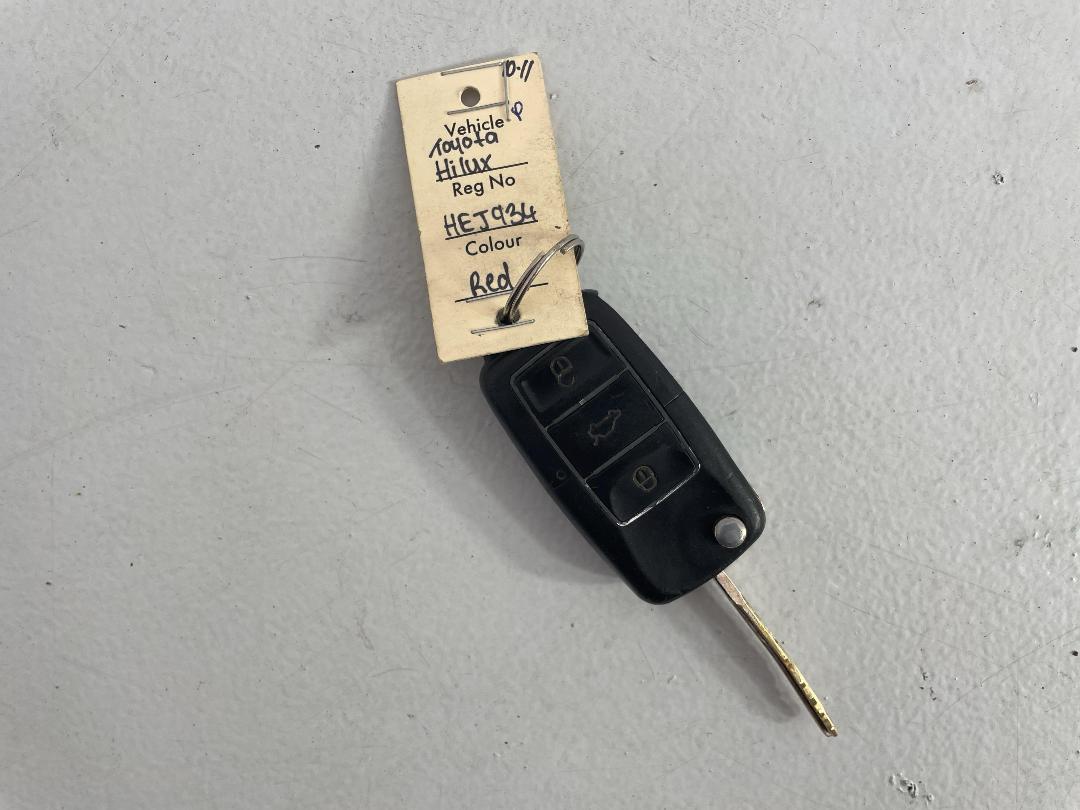 10-11
Vehicle
Toyota
Hilux
Reg No
HEJ934
Colour
Red